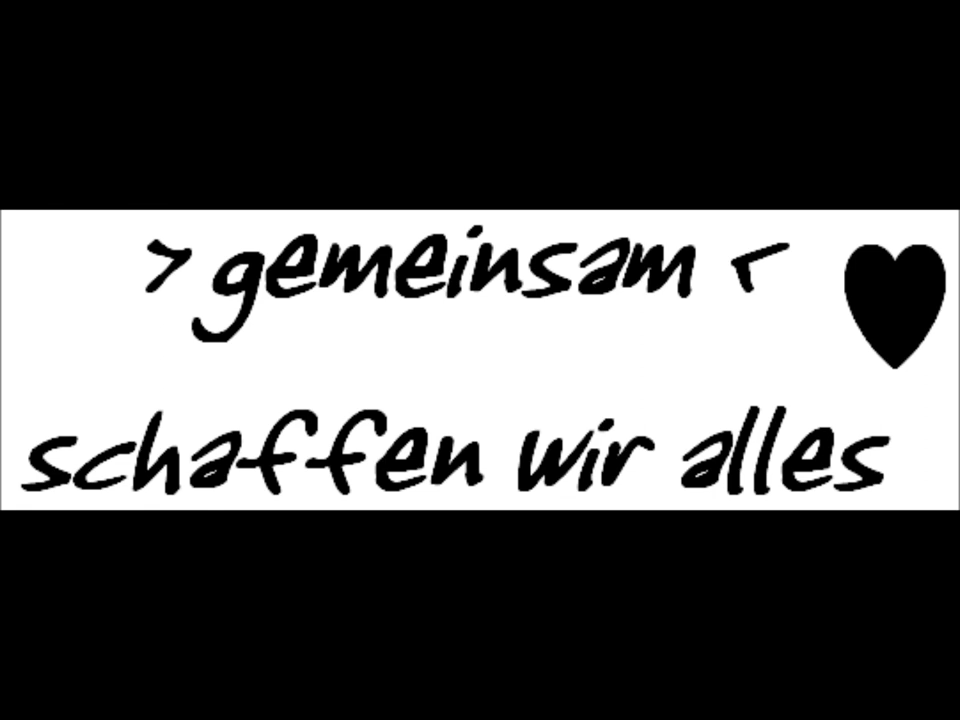 > gemeinsam < ♥
schaffen wir alles